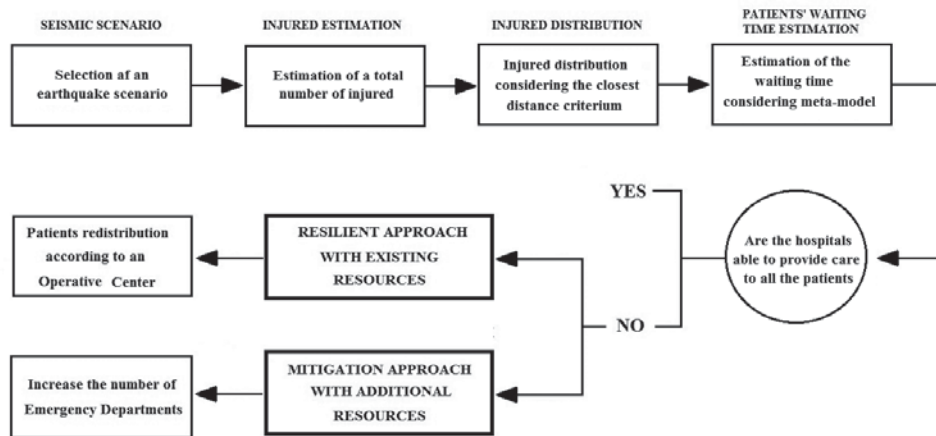 SEISMIC SCENARIO
Selection af an
earthquake scenario
INJURED ESTIMATION
Estimation of a total
number of injured
INJURED DISTRIBUTION
Injured distribution
considering the closest
distance criterium
PATIENTS' WAITING
TIME ESTIMATION
Estimation of the
waiting time
considering meta-model
Are the hospitals
able to provide care
to all the patients
YES
NO
RESILIENT APPROACH
WITH EXISTING
RESOURCES
Patients redistribution
according to an
Operative Center
MITIGATION APPROACH
WITH ADDITIONAL
RESOURCES
Increase the number of
Emergency Departments